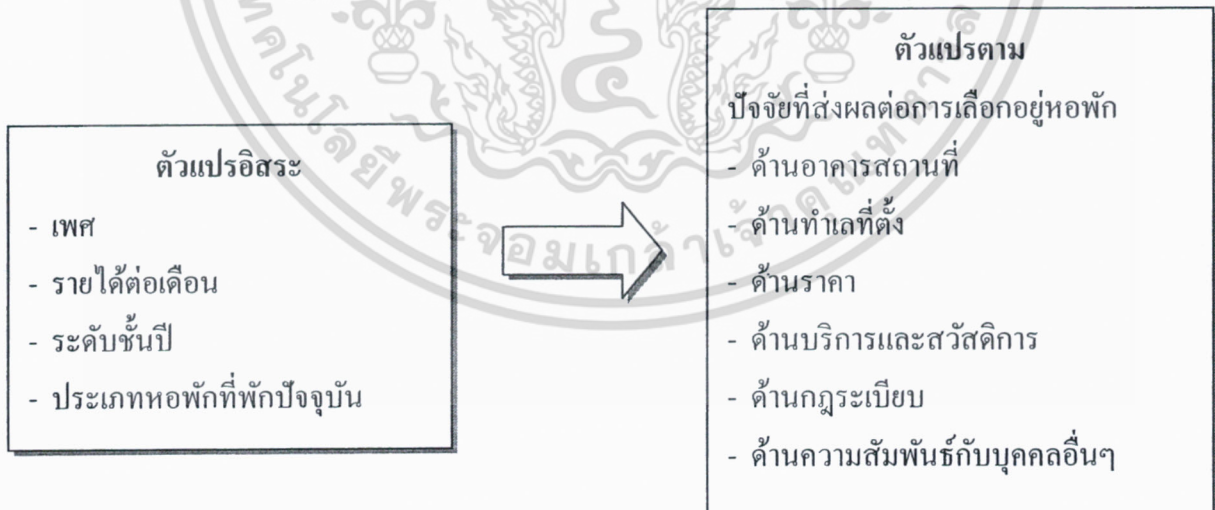 ตัวแปรอิสระ
- เพศ
- รายได้ต่อเดือน
- ระดับชั้นปี
- ประเภทหอพักที่พักปัจจุบัน
ตัวแปรตาม
ปัจจัยที่ส่งผลต่อการเลือกอยู่หอพัก
- ด้านอาคารสถานที่
- ด้านทำเลที่ตั้ง
- ด้านราคา
- ด้านบริการและสวัสดิการ
- ด้านกฎระเบียบ
- ด้านความสัมพันธ์กับบุคคลอื่นๆ